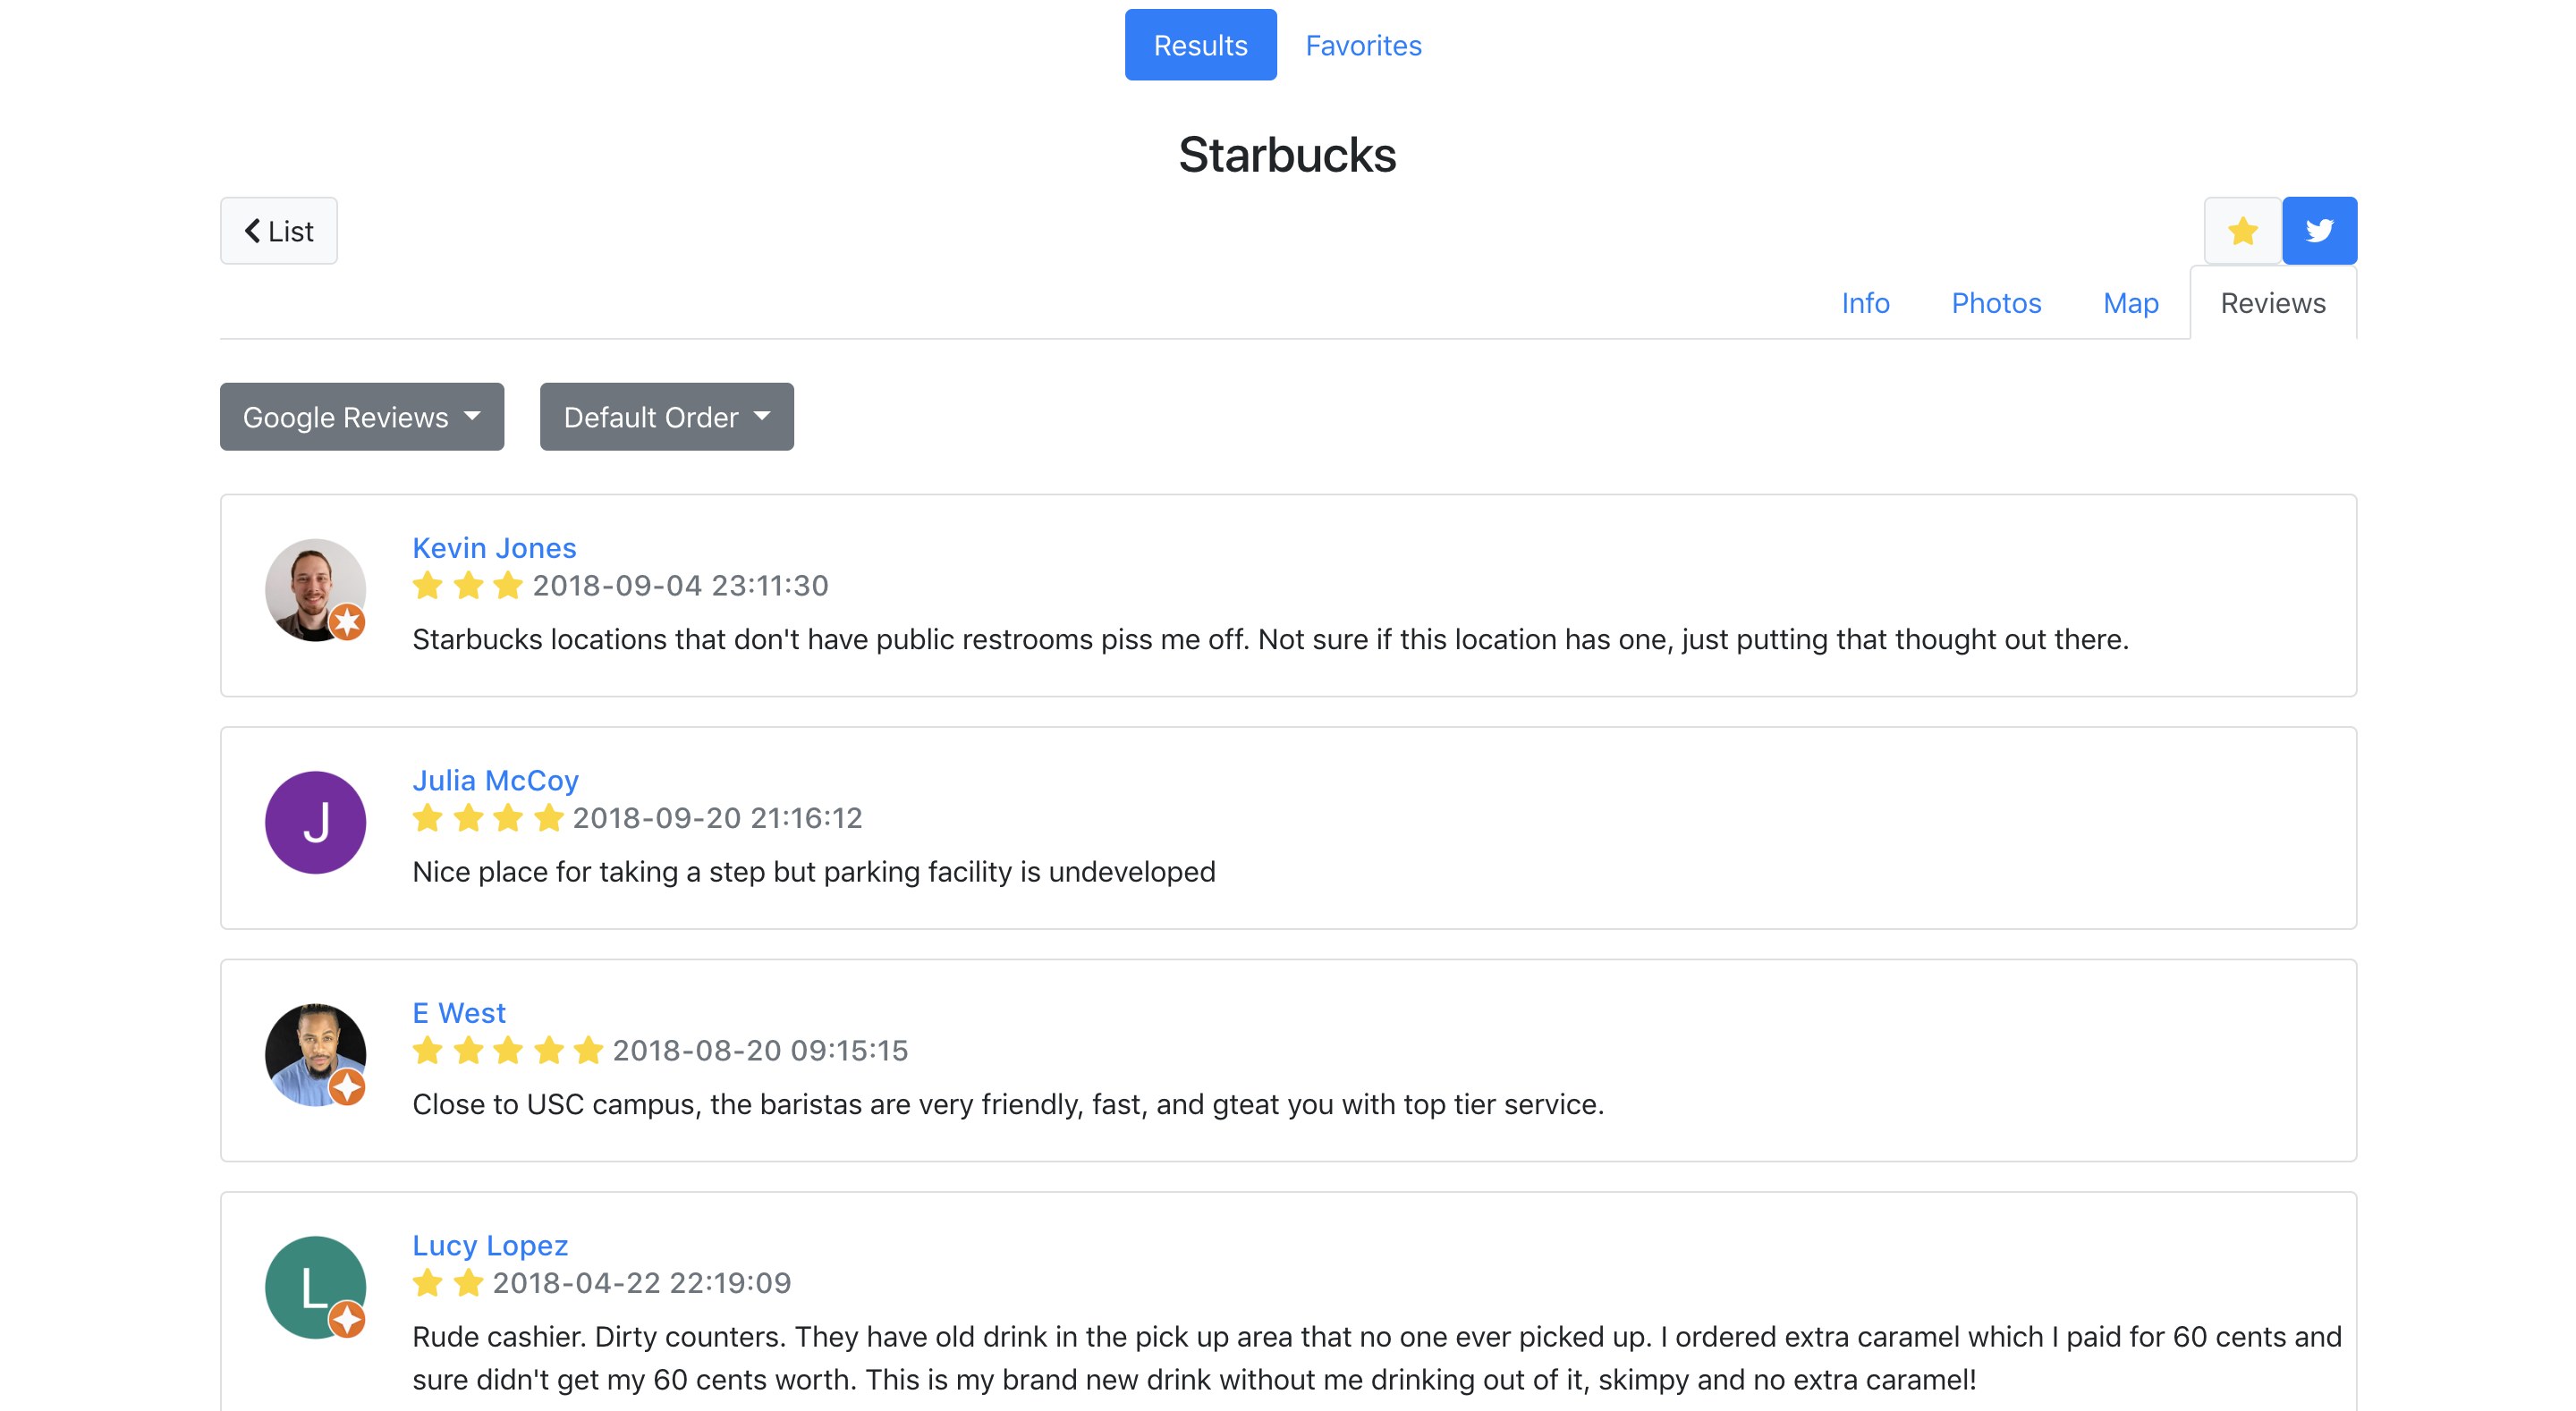 Results Favorites
Starbucks
List
Info Photos Map Reviews
Google Reviews Default Order
Kevin Jones
2018-09-04 23:11:30
Starbucks locations that don't have public restrooms piss me off. Not sure if this location has one, just putting that thought out there.
J
Julia McCoy
2018-09-20 21:16:12
Nice place for taking a step but parking facility is undeveloped
E West
2018-08-20 09:15:15
Close to USC campus, the baristas are very friendly, fast, and gteat you with top tier service.
L
Lucy Lopez
2018-04-22 22:19:09
Rude cashier. Dirty counters. They have old drink in the pick up area that no one ever picked up. I ordered extra caramel which I paid for 60 cents and
sure didn't get my 60 cents worth. This is my brand new drink without me drinking out of it, skimpy and no extra caramel!